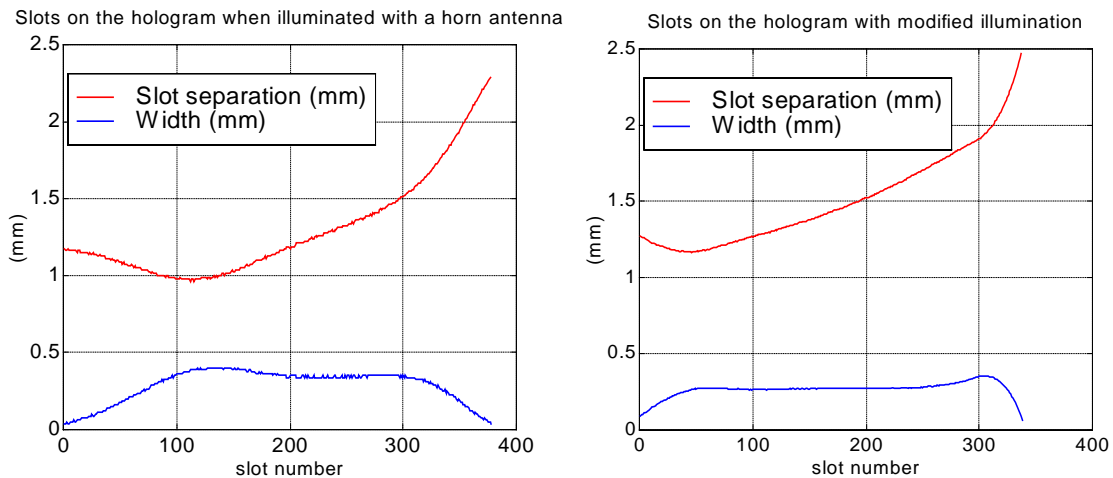 Slots on the hologram when illuminated with a horn antenna
2.5
2
1.5
1
0.5
0
(mm)
Slot separation (mm)
Width (mm)
0 100 200 300 400
slot number
Slots on the hologram with modified illumination
2.5
2
1.5
1
0.5
0
(mm)
Slot separation (mm)
Width (mm)
0 100 200 300 400
slot number